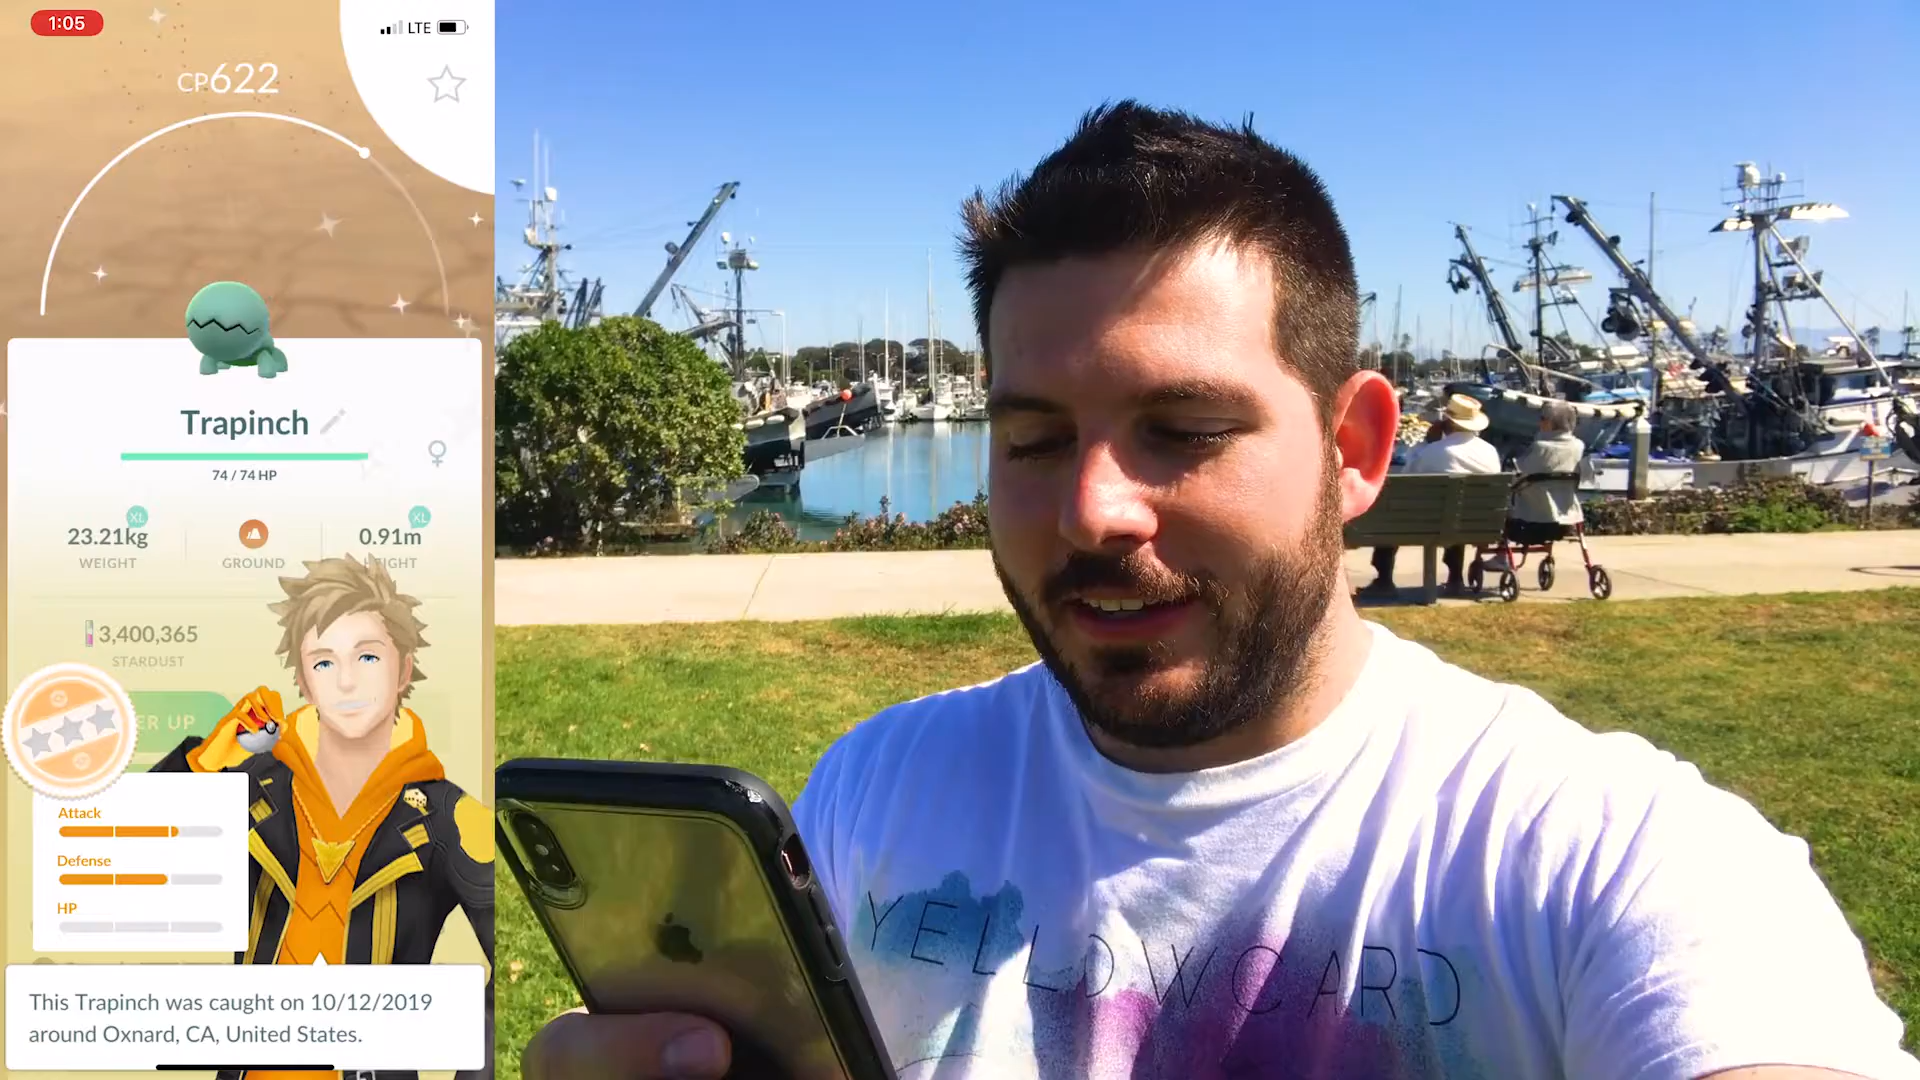 1:05
LTE
CP622
Trapinch
74 / 74 HP
XL
XL
23.21kg
0.91m
WEIGHT
GROUND
3,400,365
STARDUST
ER UP
Attack
Defense
HP
This Trapinch was caught on 10/12/2019
around Oxnard, CA, United States.
YELLOWCARD